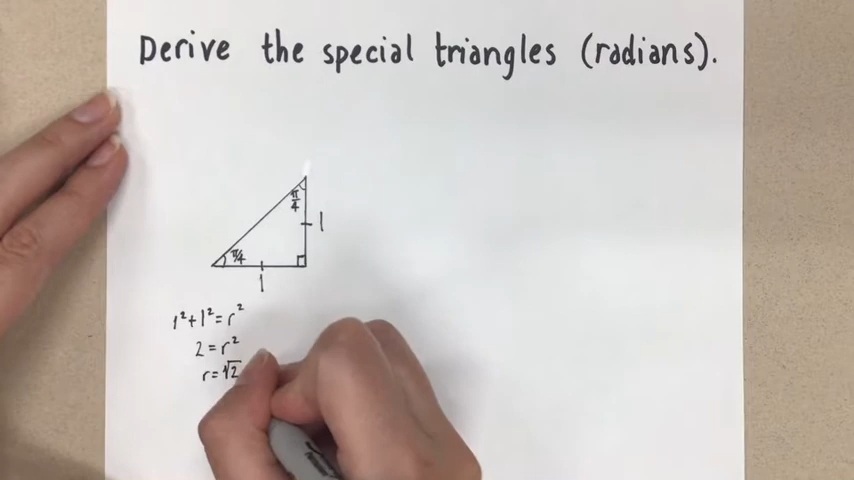 Derive the special triangles (radians).
π/4
1
π/4
1
1² + 1² = r²
2 = r²
r = √2